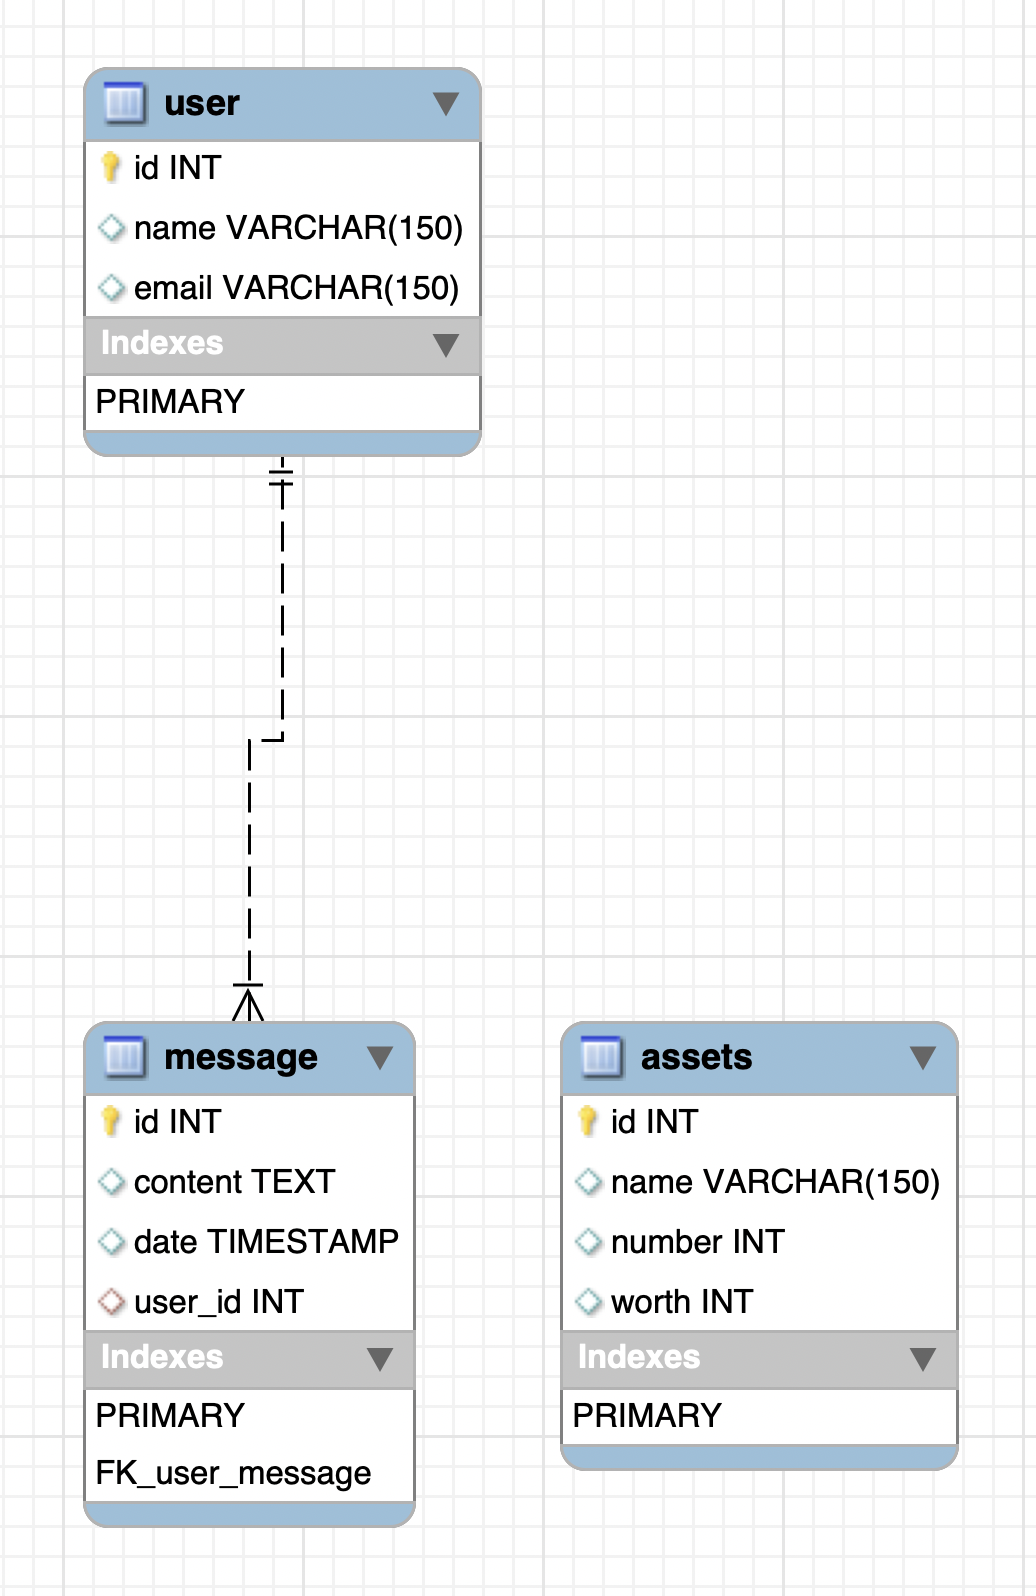 user
id INT
name VARCHAR(150)
email VARCHAR(150)
Indexes
PRIMARY
message
id INT
content TEXT
date TIMESTAMP
user_id INT
Indexes
PRIMARY
FK_user_message
assets
id INT
name VARCHAR(150)
number INT
worth INT
Indexes
PRIMARY